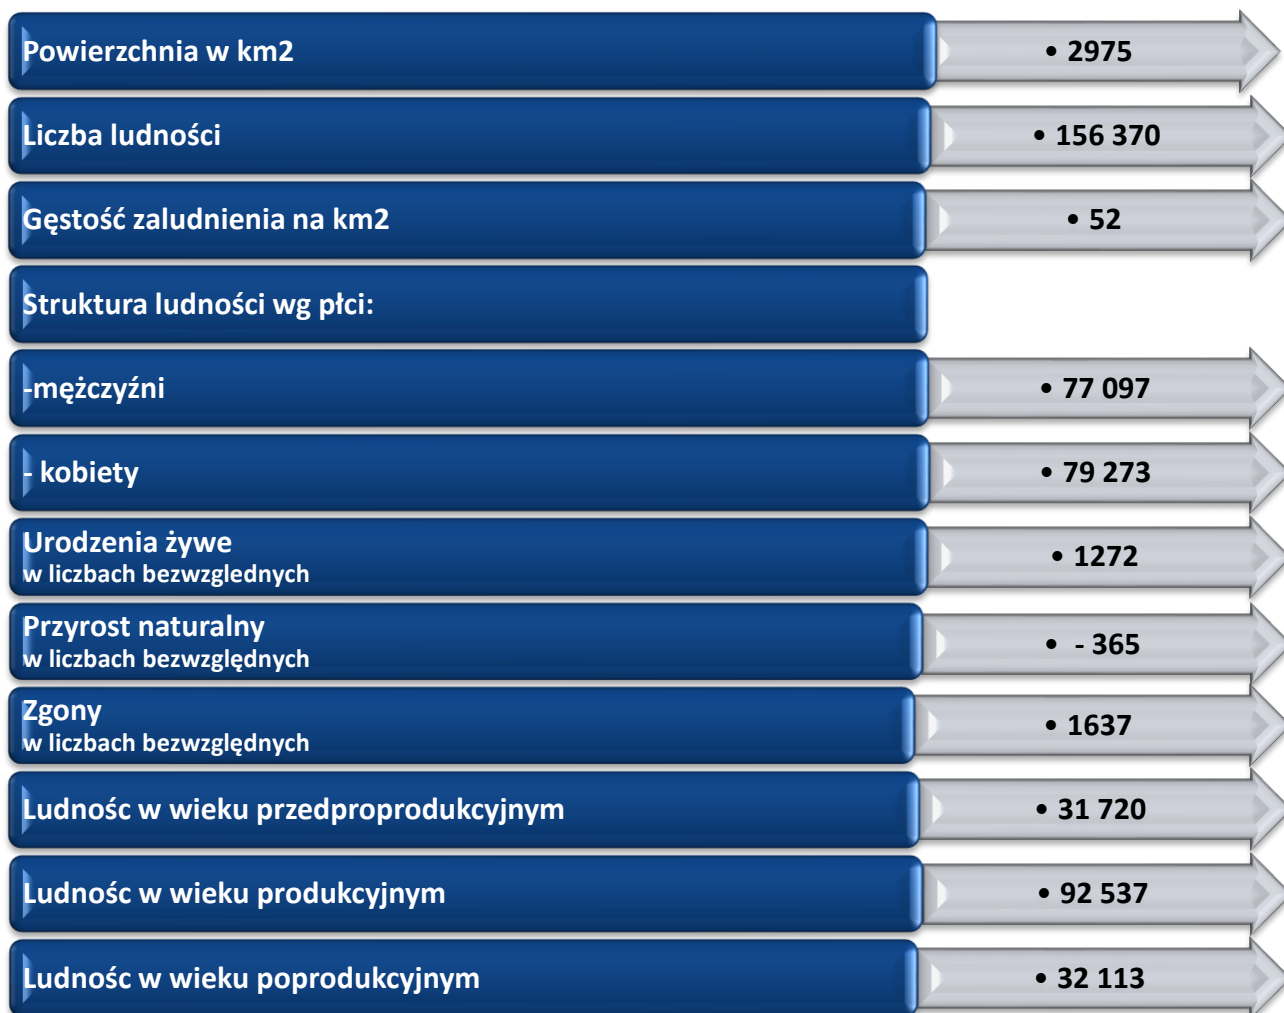 Powierzchnia w km2
• 2975
Liczba ludności
• 156 370
Gęstość zaludnienia na km2
• 52
Struktura ludności wg płci:
-mężczyźni
• 77 097
- kobiety
• 79 273
Urodzenia żywe
w liczbach bezwzglednych
• 1272
Przyrost naturalny
w liczbach bezwzględnych
• - 365
Zgony
w liczbach bezwzględnych
• 1637
Ludnośc w wieku przedproprodukcyjnym
• 31 720
Ludnośc w wieku produkcyjnym
• 92 537
Ludnośc w wieku poprodukcyjnym
• 32 113